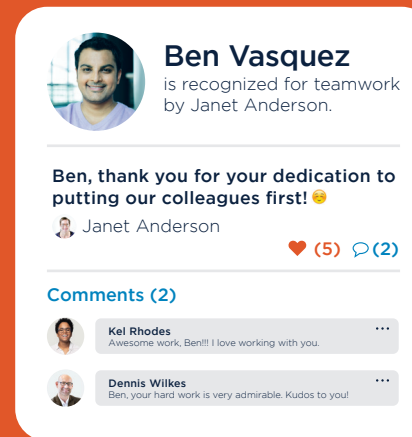 Ben Vasquez
is recognized for teamwork
by Janet Anderson.
Ben, thank you for your dedication to
putting our colleagues first! 😊
Janet Anderson
(5) (2)
Comments (2)
Kel Rhodes
Awesome work, Ben!!! I love working with you.
Dennis Wilkes
Ben, your hard work is very admirable. Kudos to you!